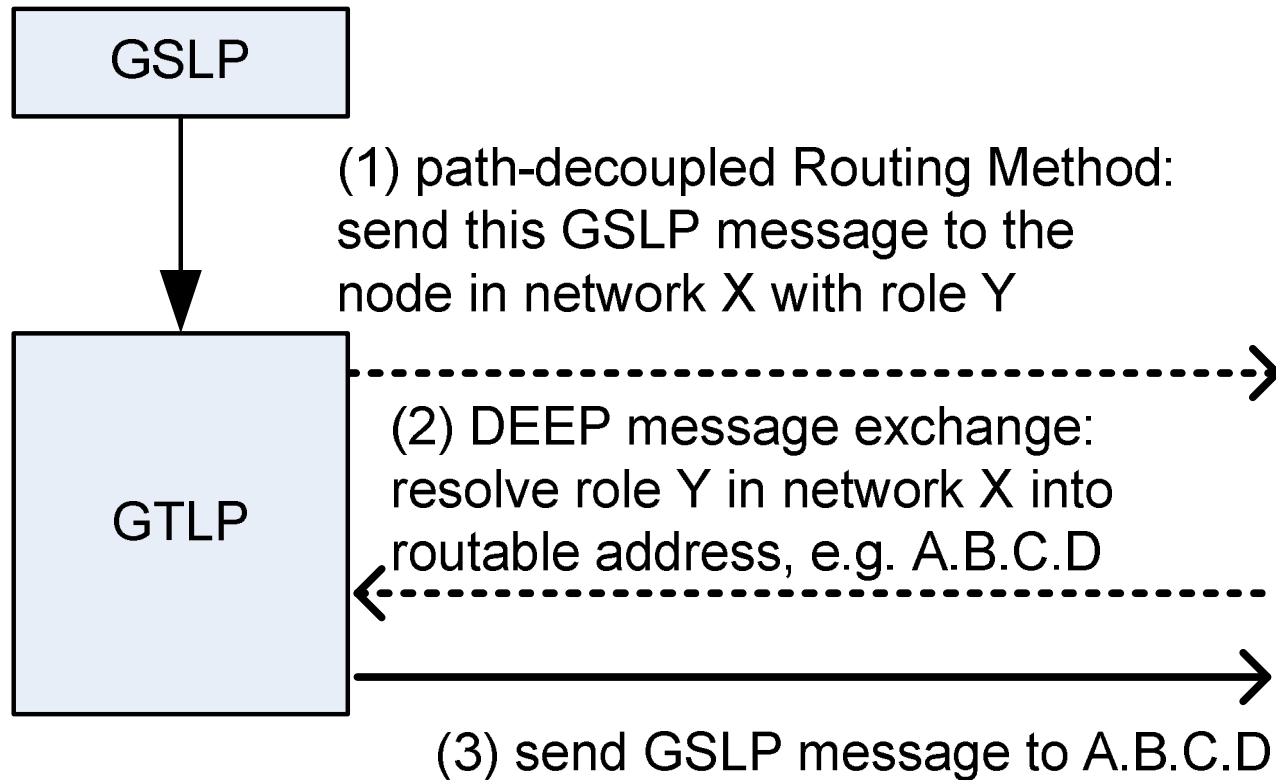 GSLP
(1) path-decoupled Routing Method:
send this GSLP message to the
node in network X with role Y
(2) DEEP message exchange:
resolve role Y in network X into
routable address, e.g. A.B.C.D
GTLP
(3) send GSLP message to A.B.C.D